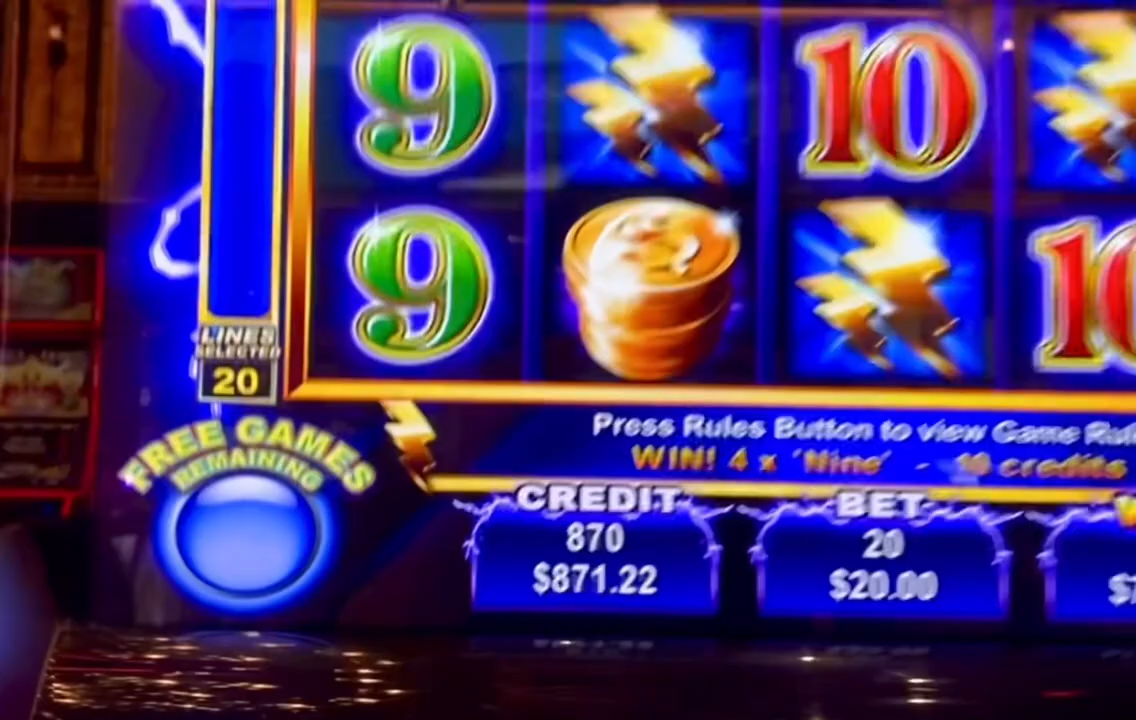 9 10
9 10
LINES
SELECTED
20
FREE GAMES
REMAINING
Press Rules Button to view Game
WIN! 4 x 'Nine' - credits
CREDIT BET
870 20
$871.22 $20.00
$